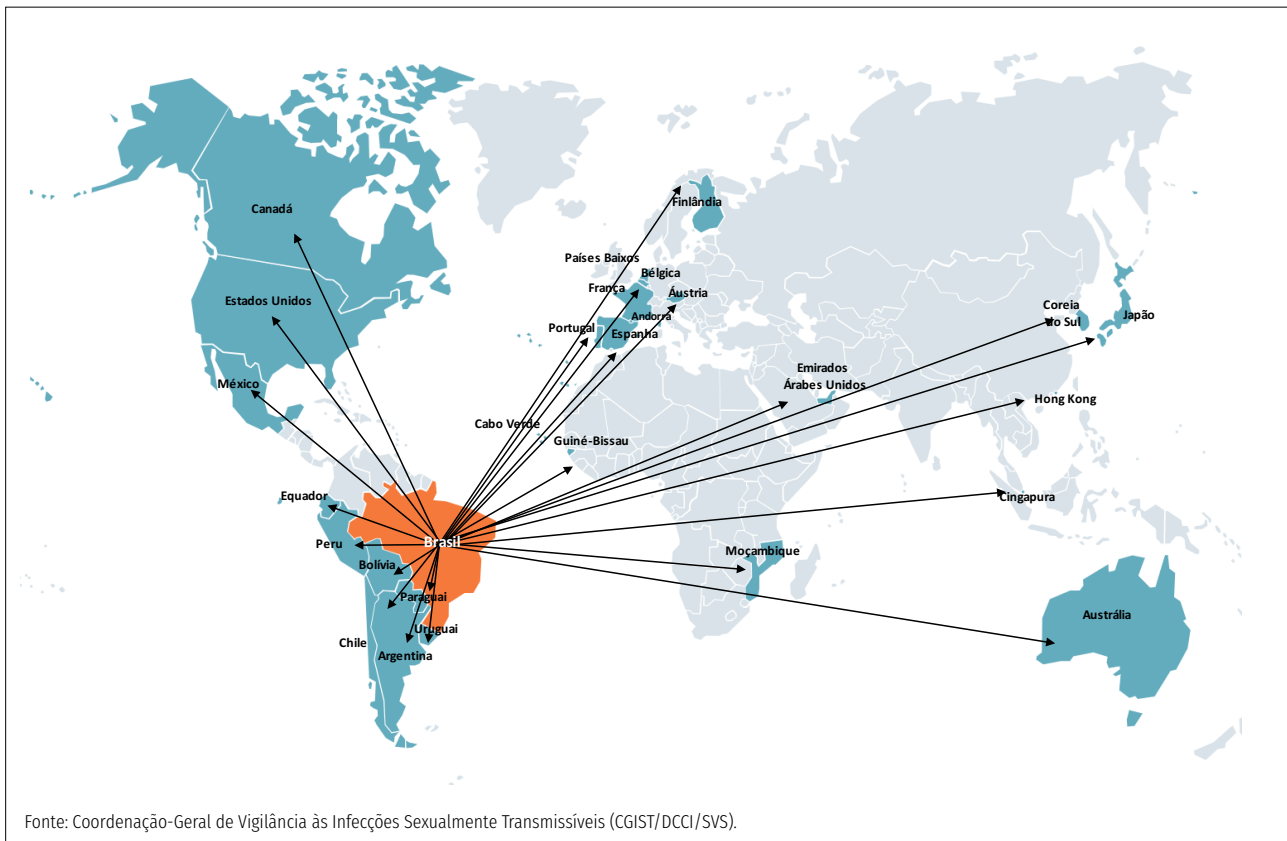 Canadá
Estados Unidos
México
Equador
Peru
Bolívia
Brasil
Paraguai
Uruguai
Chile
Argentina
Finlândia
Países Baixos
Bélgica
França
Áustria
Andorra
Portugal
Espanha
Cabo Verde
Guiné-Bissau
Emirados
Árabes Unidos
Coreia
do Sul
Japão
Hong Kong
Cingapura
Moçambique
Austrália
Fonte: Coordenação-Geral de Vigilância às Infecções Sexualmente Transmissíveis (CGIST/DCCI/SVS).